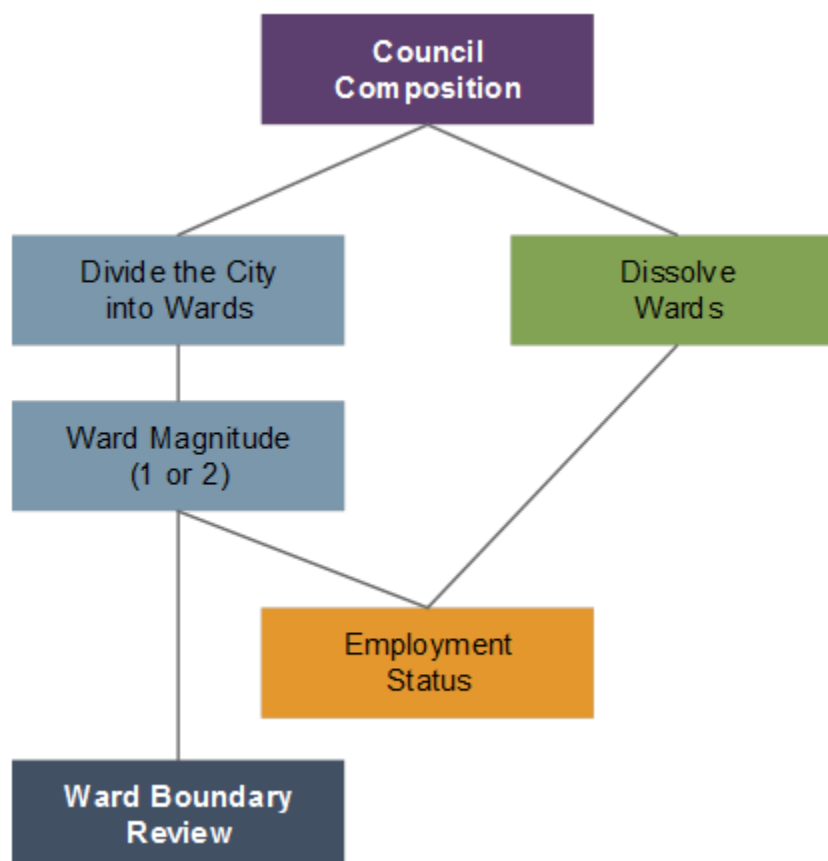 Council
Composition
Divide the City
into Wards
Dissolve
Wards
Ward Magnitude
(1 or 2)
Employment
Status
Ward Boundary
Review